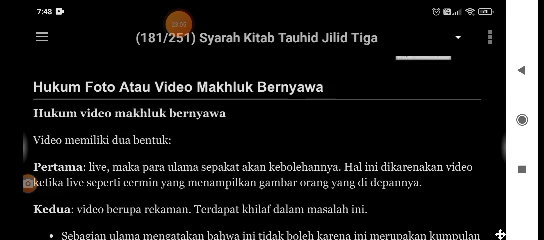 7:48
23:20
(181/251) Syarah Kitab Tauhid Jilid Tiga
Hukum Foto Atau Video Makhluk Bernyawa
Hukum video makhluk bernyawa
Video memiliki dua bentuk:
Pertama: live, maka para ulama sepakat akan kebolehannya. Hal ini dikarenakan video
ketika live seperti cermin yang menampilkan gambar orang yang di depannya.
Kedua: video berupa rekaman. Terdapat khilaf dalam masalah ini.
• Sebagian ulama mengatakan bahwa ini tidak boleh karena ini merupakan kumpulan